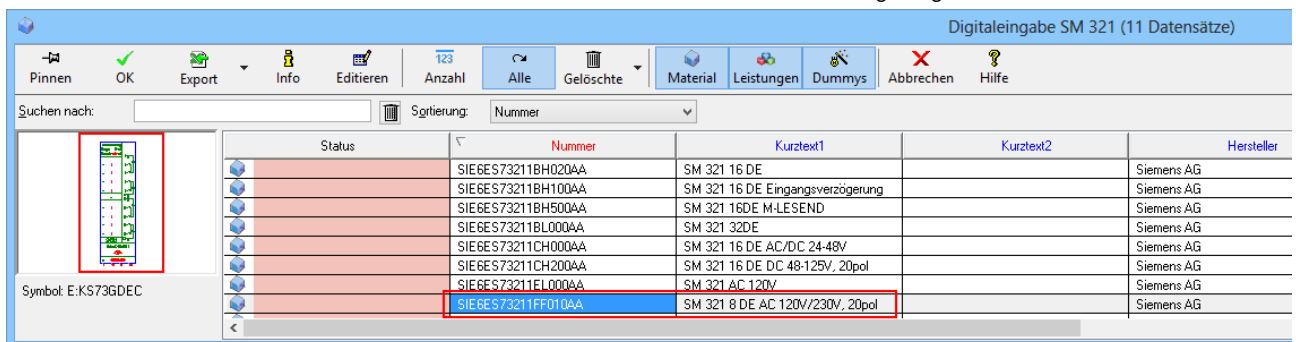 Digitaleingabe SM 321 (11 Datensätze)
Pinnen OK Export Info Editieren 123 Anzahl Alle Gelöschte Material Leistungen Dummys Abbrechen Hilfe
Suchen nach: Sortierung: Nummer
Status Nummer Kurztext1 Kurztext2 Hersteller
SIE6ES73211BH020AA SM 321 16 DE Siemens AG
SIE6ES73211BH100AA SM 321 16 DE Eingangsverzögerung Siemens AG
SIE6ES73211BH500AA SM 321 16DE M-LESEND Siemens AG
SIE6ES73211BL000AA SM 321 32DE Siemens AG
SIE6ES73211CH000AA SM 321 16 DE AC/DC 24-48V Siemens AG
SIE6ES73211CH200AA SM 321 16 DE DC 48-125V, 20pol Siemens AG
SIE6ES73211EL000AA SM 321 AC 120V Siemens AG
SIE6ES73211FF010AA SM 321 8 DE AC 120V/230V, 20pol Siemens AG
Symbol: E:KS73GDEC